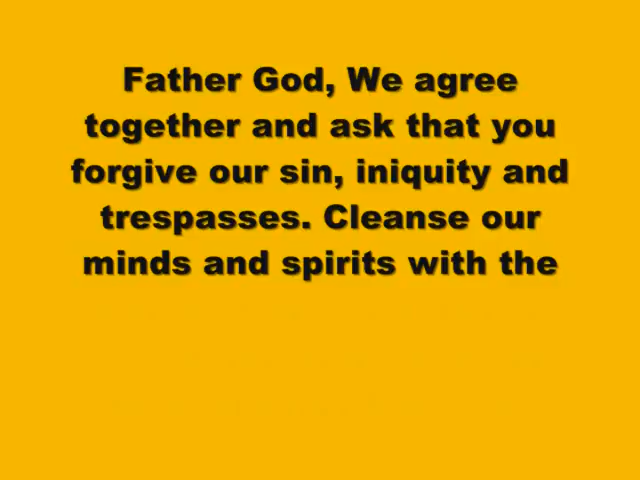 Father God, We agree
together and ask that you
forgive our sin, iniquity and
trespasses. Cleanse our
minds and spirits with the